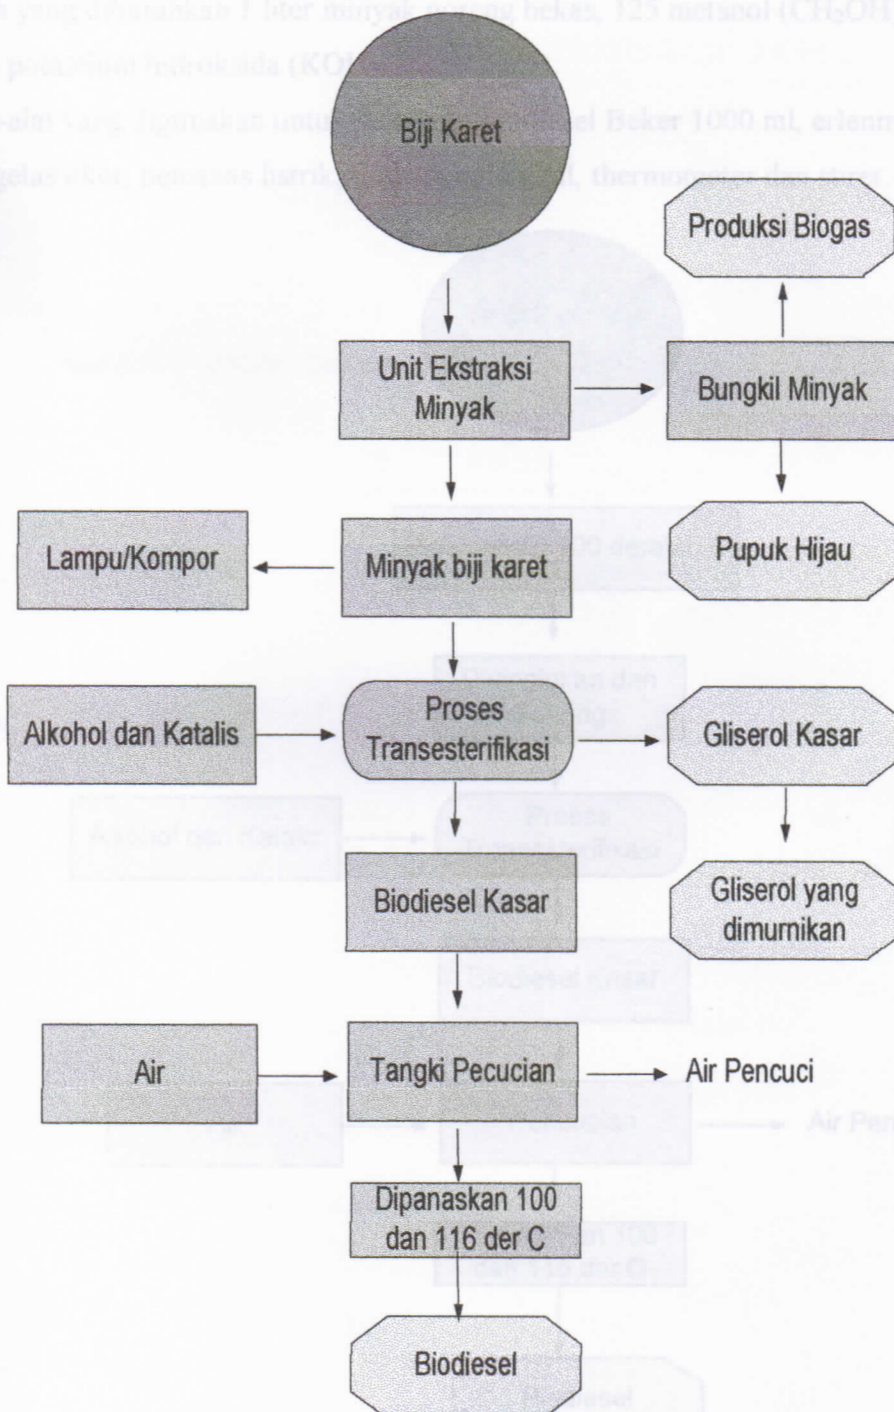 Biji Karet
Produksi Biogas
Unit Ekstraksi
Minyak
Bungkil Minyak
Lampu/Kompor
Minyak biji karet
Pupuk Hijau
Alkohol dan Katalis
Proses
Transesterifikasi
Gliserol Kasar
Biodiesel Kasar
Gliserol yang
dimurnikan
Air
Tangki Pecucian
Air Pencuci
Dipanaskan 100
dan 116 der C
Biodiesel